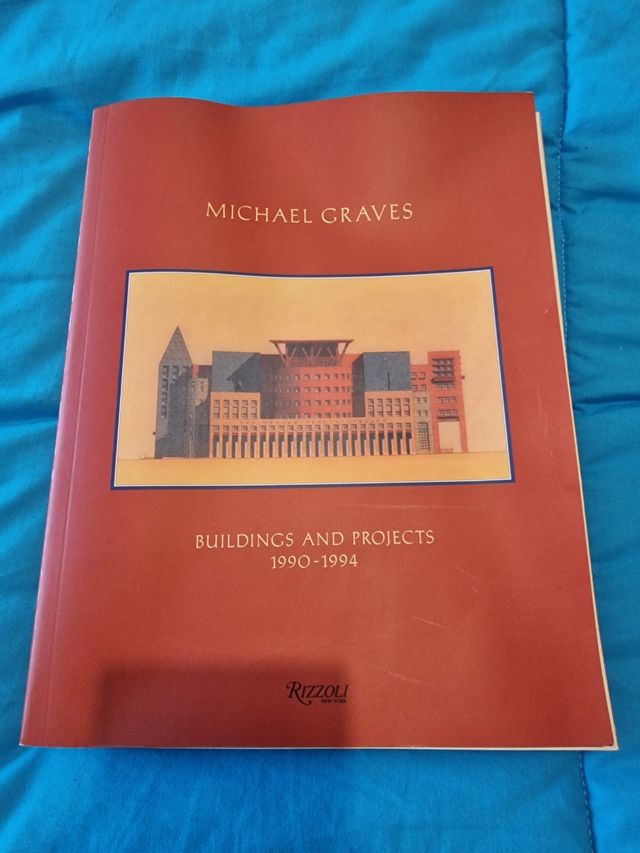 MICHAEL GRAVES
BUILDINGS AND PROJECTS
1990-1994
RIZZOLI
NEW YORK